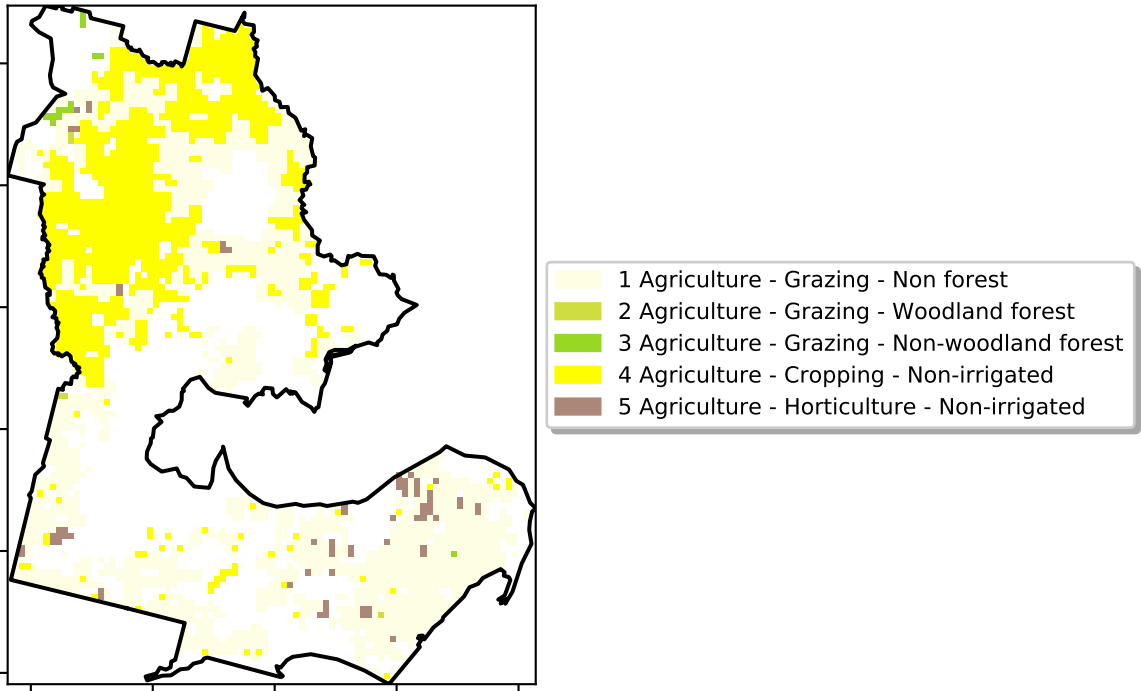 1 Agriculture - Grazing - Non forest
2 Agriculture - Grazing - Woodland forest
3 Agriculture - Grazing - Non-woodland forest
4 Agriculture - Cropping - Non-irrigated
5 Agriculture - Horticulture - Non-irrigated